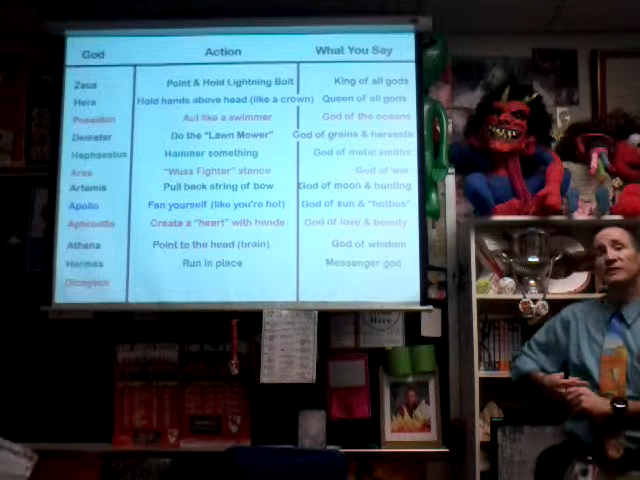 God Action What You Say
Zeus Point & Hold Lightning Bolt King of all gods
Hera Hold hands above head (like a crown) Queen of all gons
Poseidon Act like a swimmer God of the oceans
Demeter Do the "Lawn Mower" God of grains & harvests
Hephaestus Hammer something God of metal smiths
Ares "Wuss Fighter" stance God of war
Artemis Pull back string of bow God of moon & hunting
Apollo Fan yourself (like you're hot) God of sun & "hotties"
Aphrodite Create a "heart" with hands God of love & beauty
Athena Point to the head (brain) God of wisdom
Hermes Run in place Messenger god
Dionysus